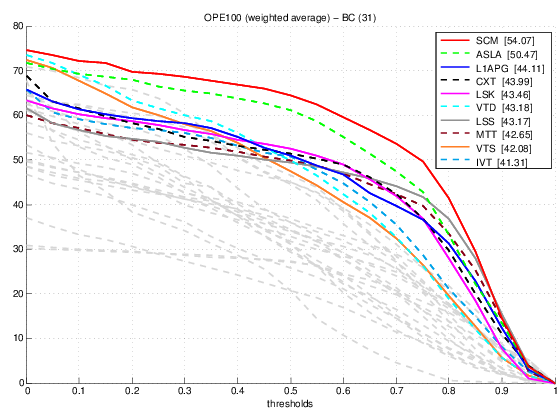 OPE100 (weighted average) – BC (31)
80
70
60
50
40
30
20
10
0
SCM [54.07]
ASLA [50.47]
L1APG [44.11]
CXT [43.99]
LSK [43.46]
VTD [43.18]
LSS [43.17]
MTT [42.65]
VTS [42.08]
IVT [41.31]
0 0.1 0.2 0.3 0.4 0.5 0.6 0.7 0.8 0.9 1
thresholds